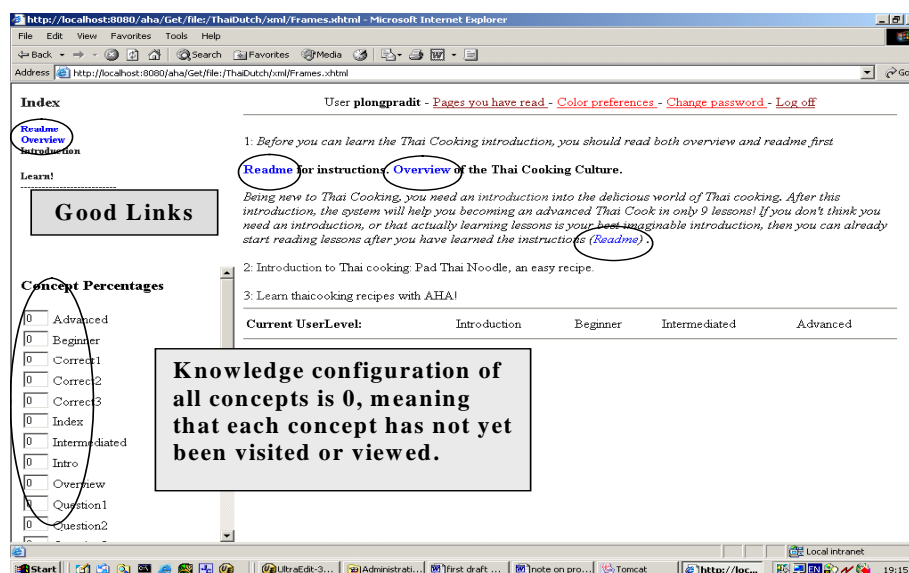 http://localhost:8080/aha/Get/file:/ThaiDutch/xml/Frames.xhtml - Microsoft Internet Explorer
File Edit View Favorites Tools Help
Back Search Favorites Media
Address http://localhost:8080/aha/Get/file:/ThaiDutch/xml/Frames.xhtml Go
Index
Readme
Overview
Introduction
Learn!
Good Links
Concept Percentages
0 Advanced
0 Beginner
0 Correct1
0 Correct2
0 Correct3
0 Index
0 Intermediated
0 Intro
0 Overview
0 Question1
0 Question2
User plongpradit - Pages you have read - Color preferences - Change password - Log off
1: Before you can learn the Thai Cooking introduction, you should read both overview and readme first
Readme for instructions. Overview of the Thai Cooking Culture.
Being new to Thai Cooking, you need an introduction into the delicious world of Thai cooking. After this
introduction, the system will help you becoming an advanced Thai Cook in only 9 lessons! If you don't think you
need an introduction, or that actually learning lessons is your best imaginable introduction, then you can already
start reading lessons after you have learned the instructions (Readme) .
2: Introduction to Thai cooking: Pad Thai Noodle, an easy recipe.
3: Learn thaicooking recipes with AHA!
Current UserLevel: Introduction Beginner Intermediated Advanced
Knowledge configuration of
all concepts is 0, meaning
that each concept has not yet
been visited or viewed.
Local intranet
Start UltraEdit-3... Administrati... first draft ... note on pro... Tomcat http://loc... EN 19:15